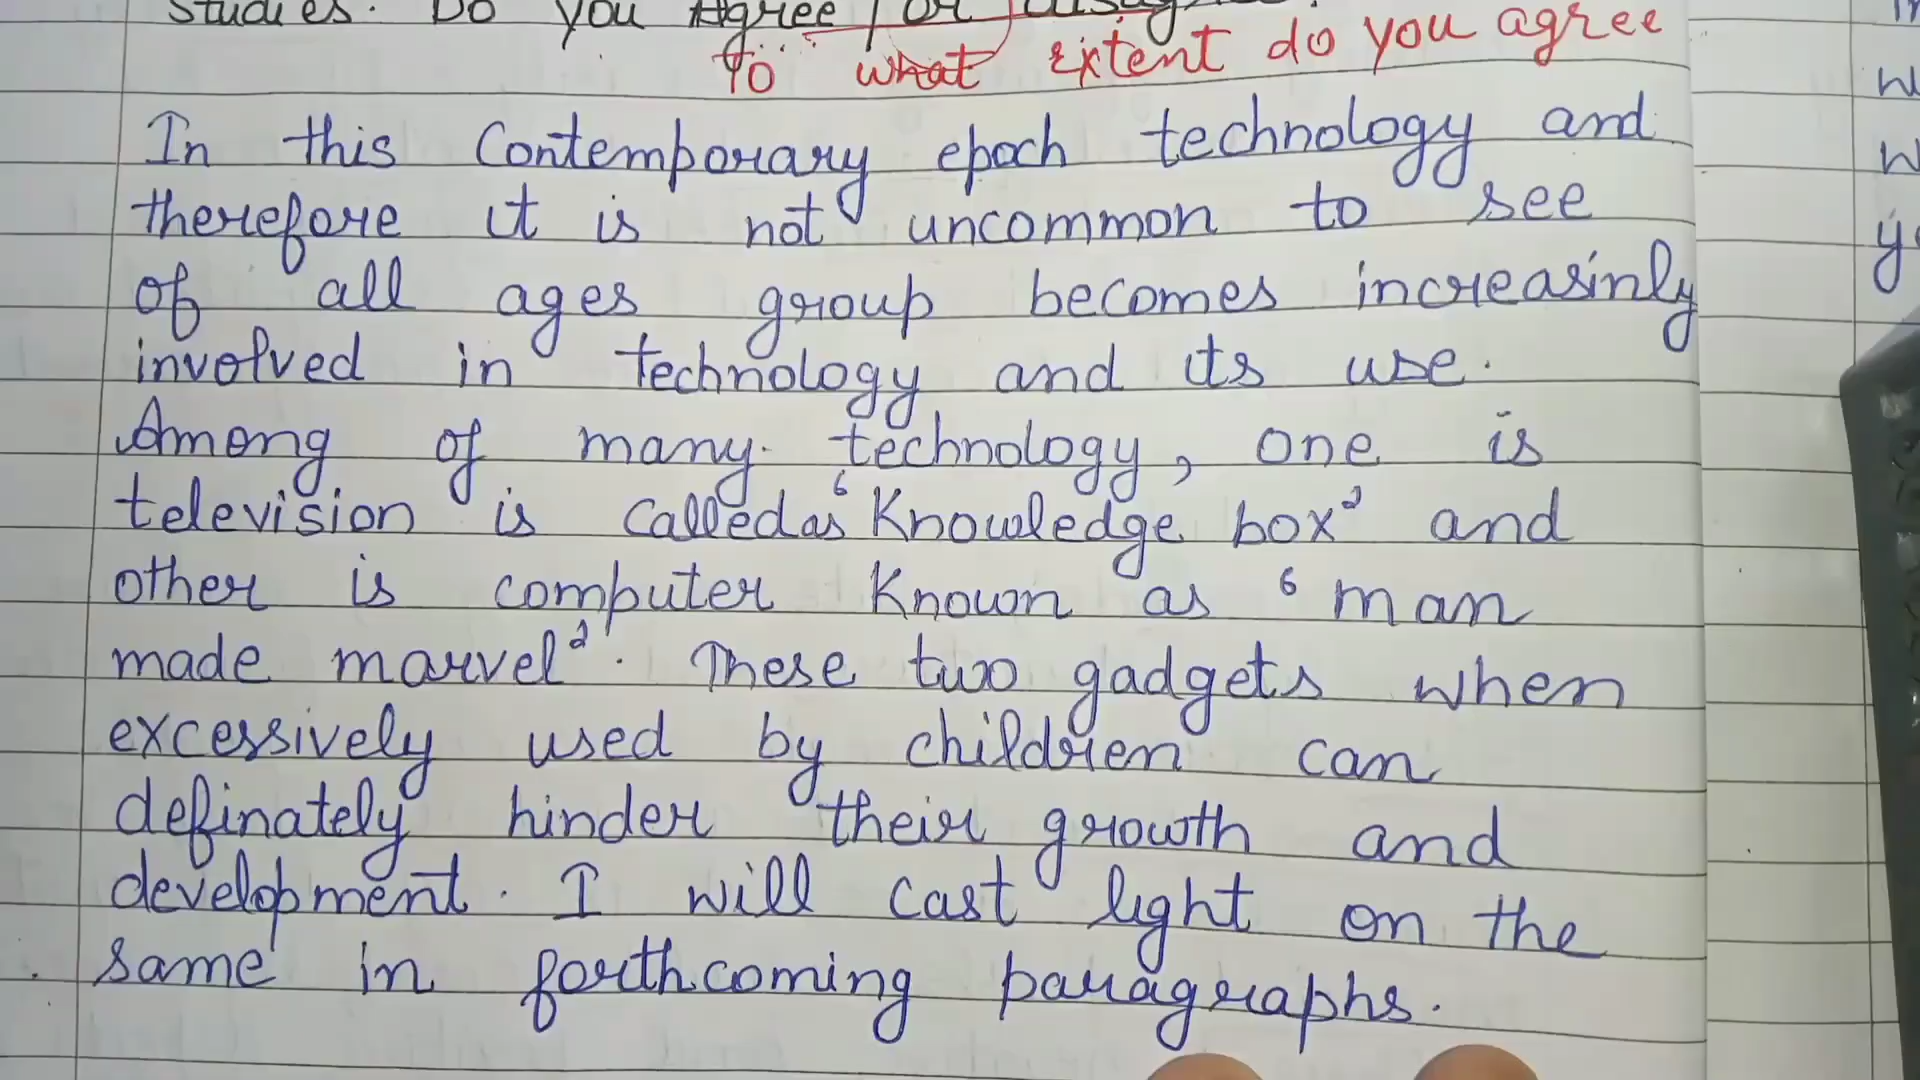 studies. Do you Agree / or disagree.
To what extent do you agree
In this Contemporary epoch technology and
therefore it is not uncommon to see
of all ages group becomes increasinly
involved in technology and its use.
Among of many technology, one is
television is called as 'Knowledge box' and
other is computer Known as 'man
made marvel'. These two gadgets when
excessively used by children can
definately hinder their growth and
development. I will cast light on the
same in forthcoming paragraphs.